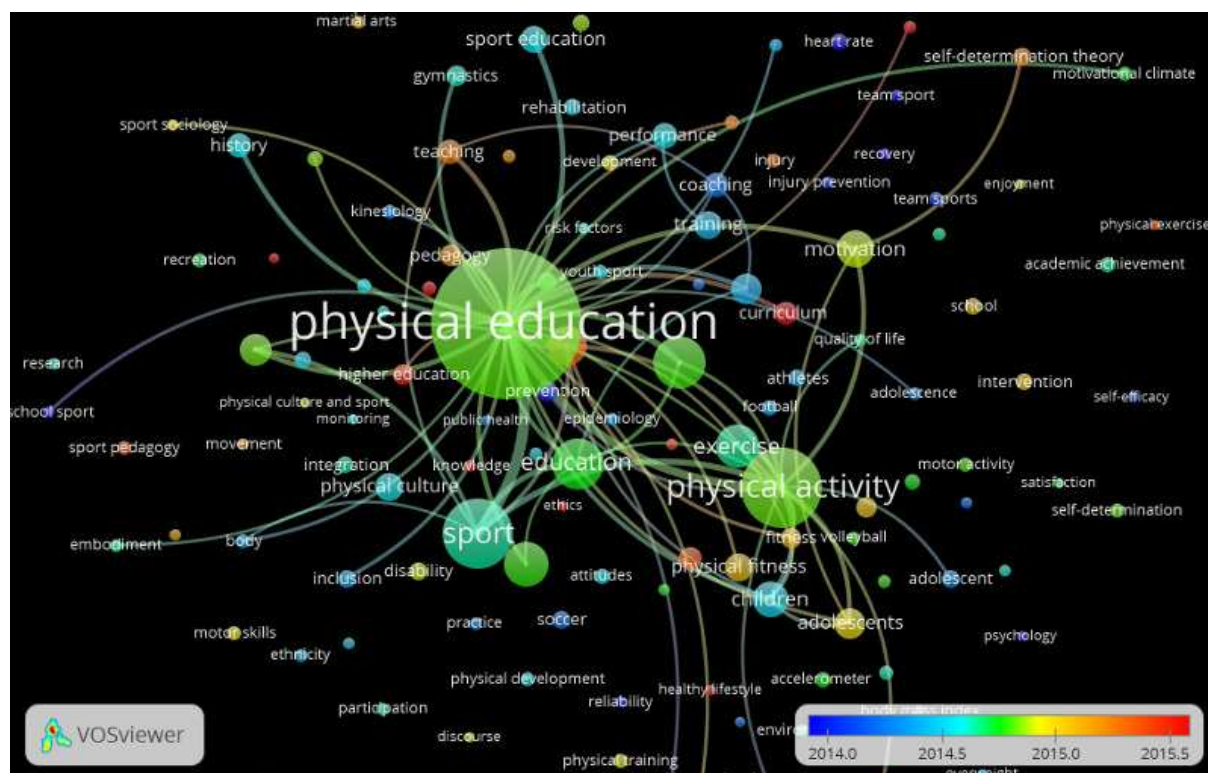 martial arts
sport education
heart rate
self-determination theory
motivational climate
gymnastics
team sport
rehabilitation
sport sociology
history
performance
teaching
development
injury
recovery
coaching
injury prevention
enjoyment
team sports
kinesiology
risk factors
training
physical exercise
motivation
pedagogy
recreation
youth sport
academic achievement
school
curriculum
physical education
quality of life
research
higher education
athletes
intervention
prevention
adolescence
self-efficacy
school sport
physical culture and sport
football
monitoring
public health
epidemiology
sport pedagogy
movement
exercise
integration
knowledge
education
motor activity
physical culture
physical activity
satisfaction
ethics
self-determination
sport
embodiment
body
fitness
volleyball
physical fitness
inclusion
disability
attitudes
adolescent
children
practice
soccer
adolescents
motor skills
psychology
ethnicity
physical development
accelerometer
healthy lifestyle
reliability
participation
body mass index
VOSviewer
discourse
physical training
2014.0
2014.5
2015.0
2015.5